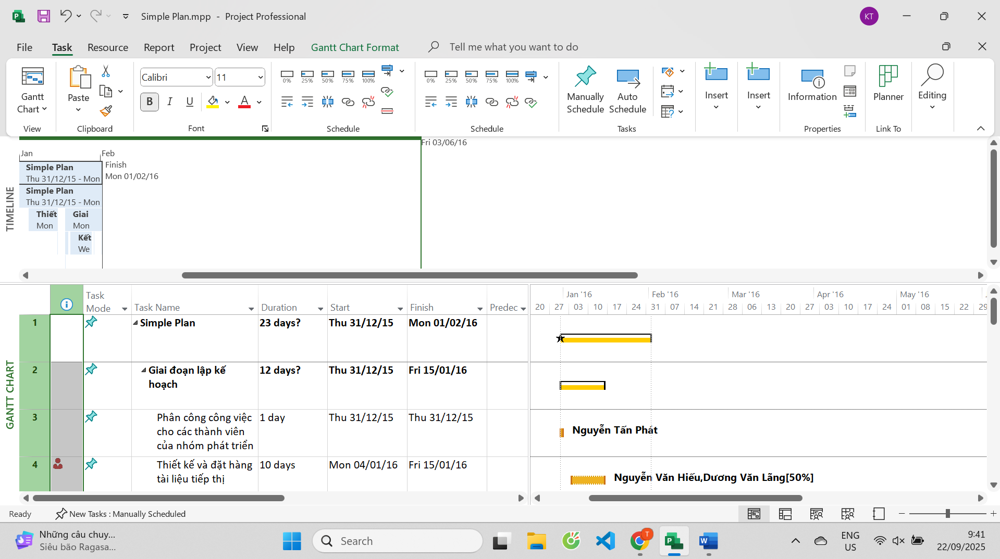 Simple Plan.mpp - Project Professional
KT
File Task Resource Report Project View Help Gantt Chart Format Tell me what you want to do
Gantt
Chart
View
Paste
Clipboard
Calibri 11
B I U A
Font
0% 25% 50% 75% 100%
Schedule
0% 25% 50% 75% 100%
Schedule
Manually
Schedule
Auto
Schedule
Tasks
Insert
Insert
Information
Properties
Planner
Link To
Editing
TIMELINE
Fri 03/06/16
Jan Feb
Finish
Mon 01/02/16
Simple Plan
Thu 31/12/15 - Mon
Simple Plan
Thu 31/12/15 - Mon
Thiết Giai
Mon Mon
Kết
We
GANTT CHART
Task
Mode Task Name Duration Start Finish Predec
Jan '16 Feb '16 Mar '16 Apr '16 May '16
20 27 03 10 17 24 31 07 14 21 28 06 13 20 27 03 10 17 24 01 08 15 22 29
1 Simple Plan 23 days? Thu 31/12/15 Mon 01/02/16
2 Giai đoạn lập kế 12 days? Thu 31/12/15 Fri 15/01/16
hoạch
3 Phân công công việc 1 day Thu 31/12/15 Thu 31/12/15
cho các thành viên
của nhóm phát triển
Nguyễn Tấn Phát
4 Thiết kế và đặt hàng 10 days Mon 04/01/16 Fri 15/01/16
tài liệu tiếp thị
Nguyễn Văn Hiếu,Dương Văn Lãng[50%]
Ready New Tasks : Manually Scheduled
Những câu chuy...
Siêu bão Ragasa...
Search
T
ENG
US
9:41
22/09/2025